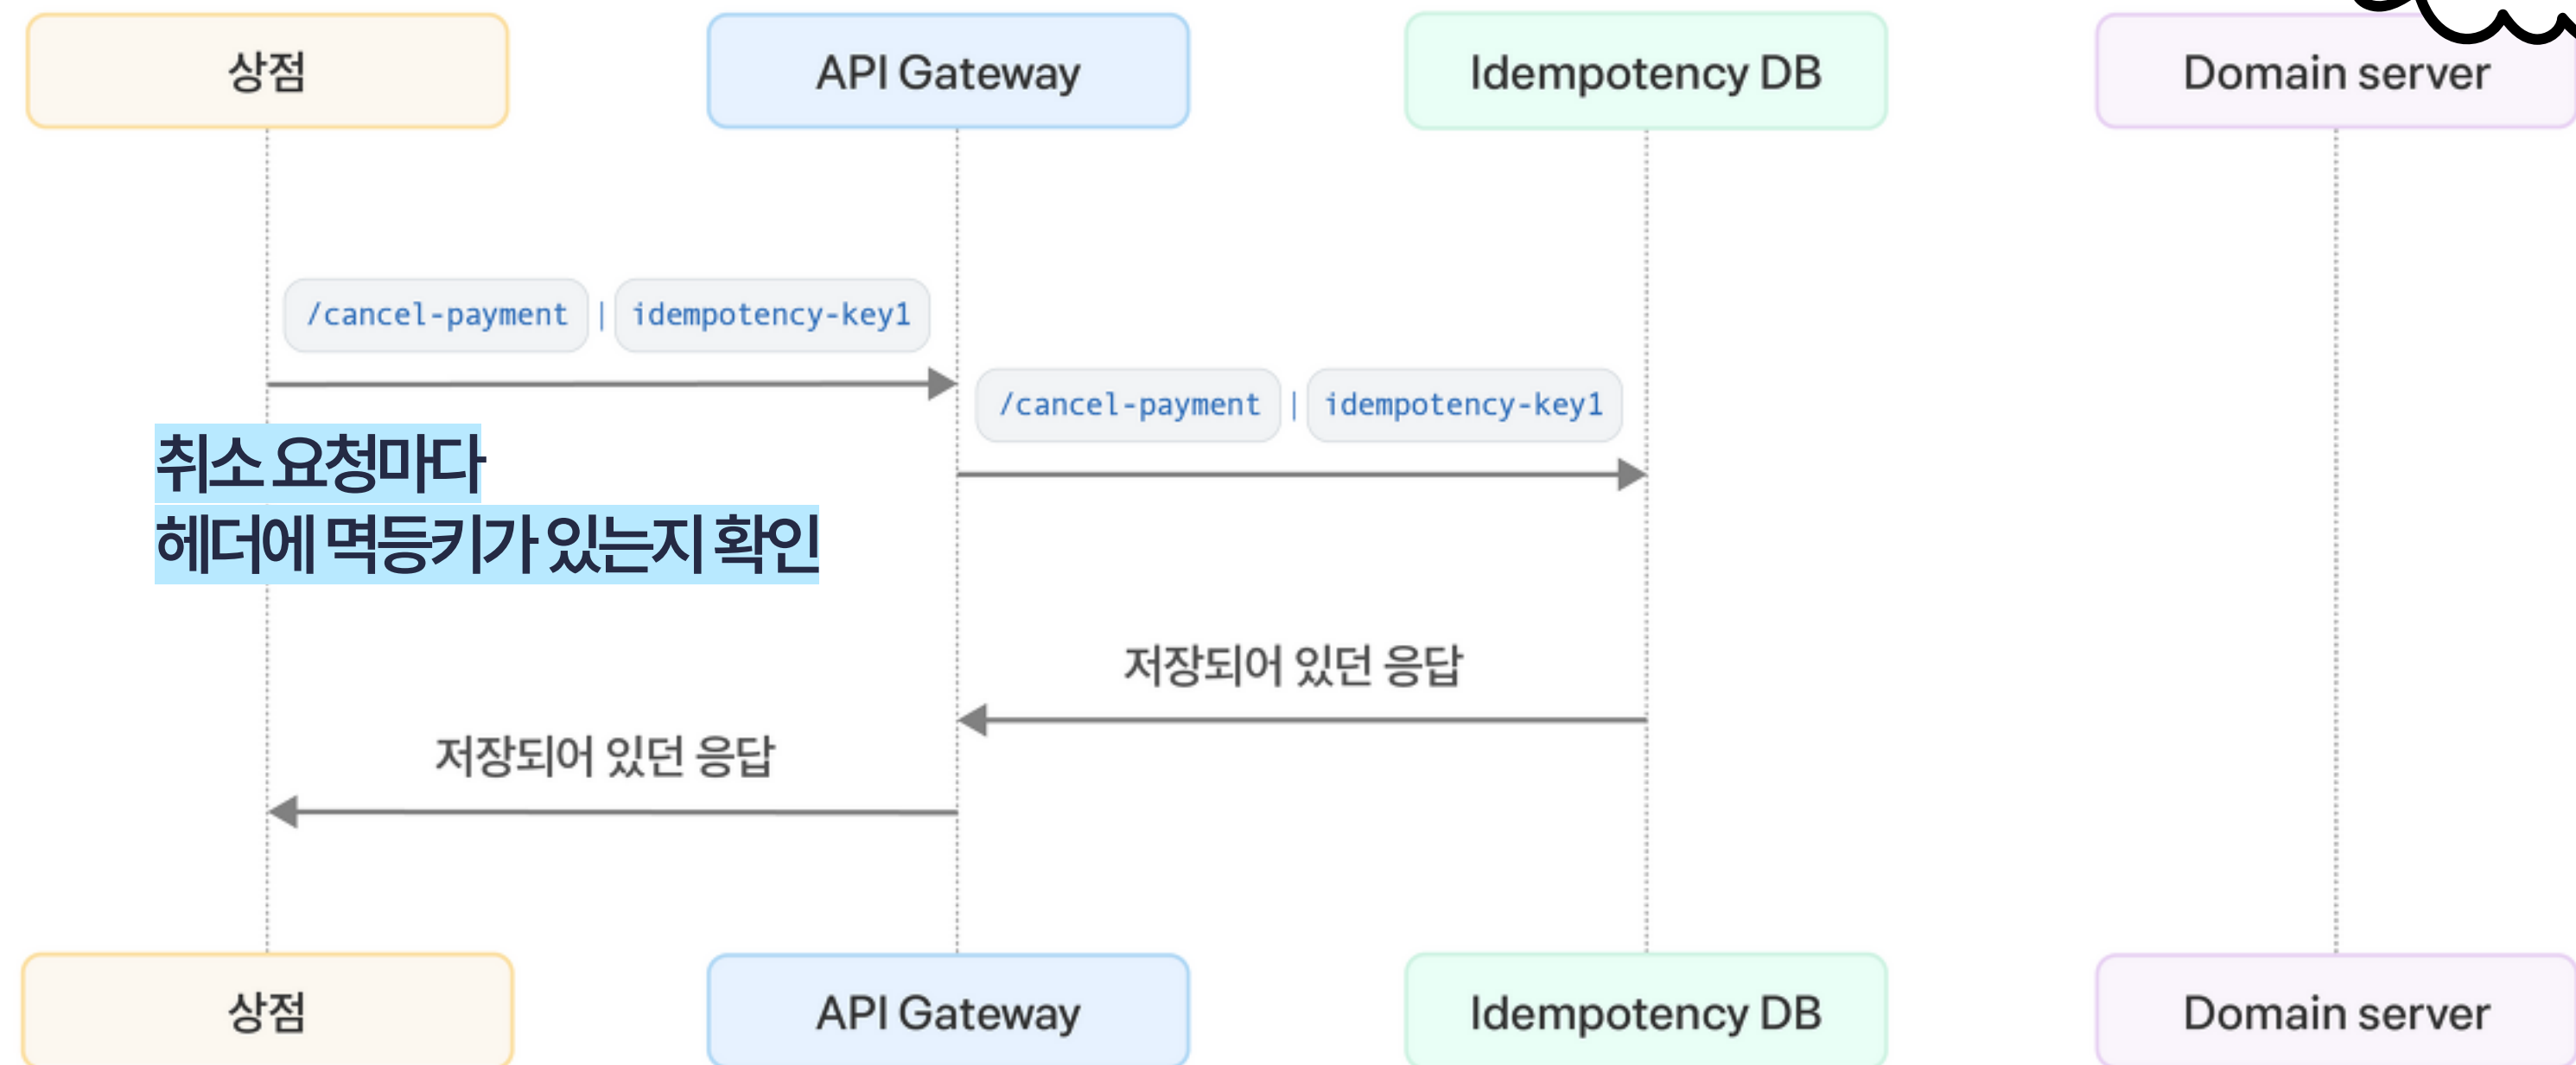 상점
API Gateway
Idempotency DB
Domain server
/cancel-payment | idempotency-key1
/cancel-payment | idempotency-key1
취소 요청마다
헤더에 멱등키가 있는지 확인
저장되어 있던 응답
저장되어 있던 응답
상점
API Gateway
Idempotency DB
Domain server